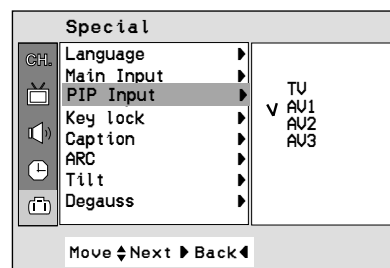 Special
CH.
Language
Main Input
PIP Input
Key lock
Caption
ARC
Tilt
Degauss
TV
AV1
AV2
AV3
Move Next Back